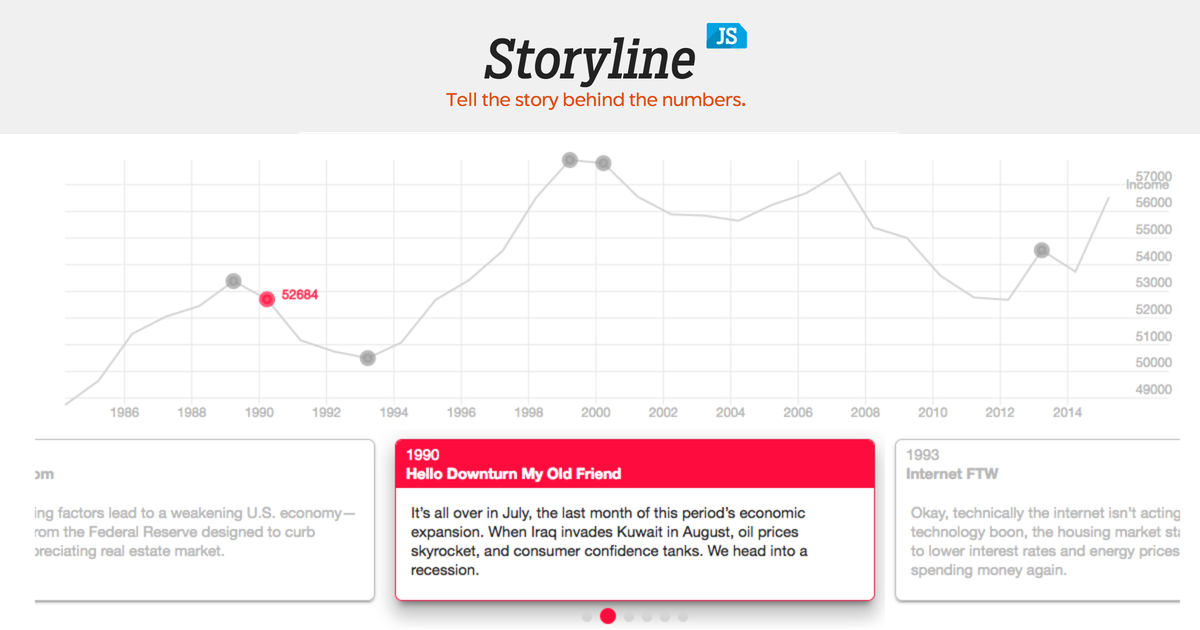 Storyline JS
Tell the story behind the numbers.
57000
Income
56000
55000
54000
53000
52684
52000
51000
50000
49000
1986 1988 1990 1992 1994 1996 1998 2000 2002 2004 2006 2008 2010 2012 2014
om
ing factors lead to a weakening U.S. economy—
rom the Federal Reserve designed to curb
preciating real estate market.
1990
Hello Downturn My Old Friend
It's all over in July, the last month of this period's economic
expansion. When Iraq invades Kuwait in August, oil prices
skyrocket, and consumer confidence tanks. We head into a
recession.
1993
Internet FTW
Okay, technically the internet isn't acting
technology boon, the housing market sta
to lower interest rates and energy prices
spending money again.